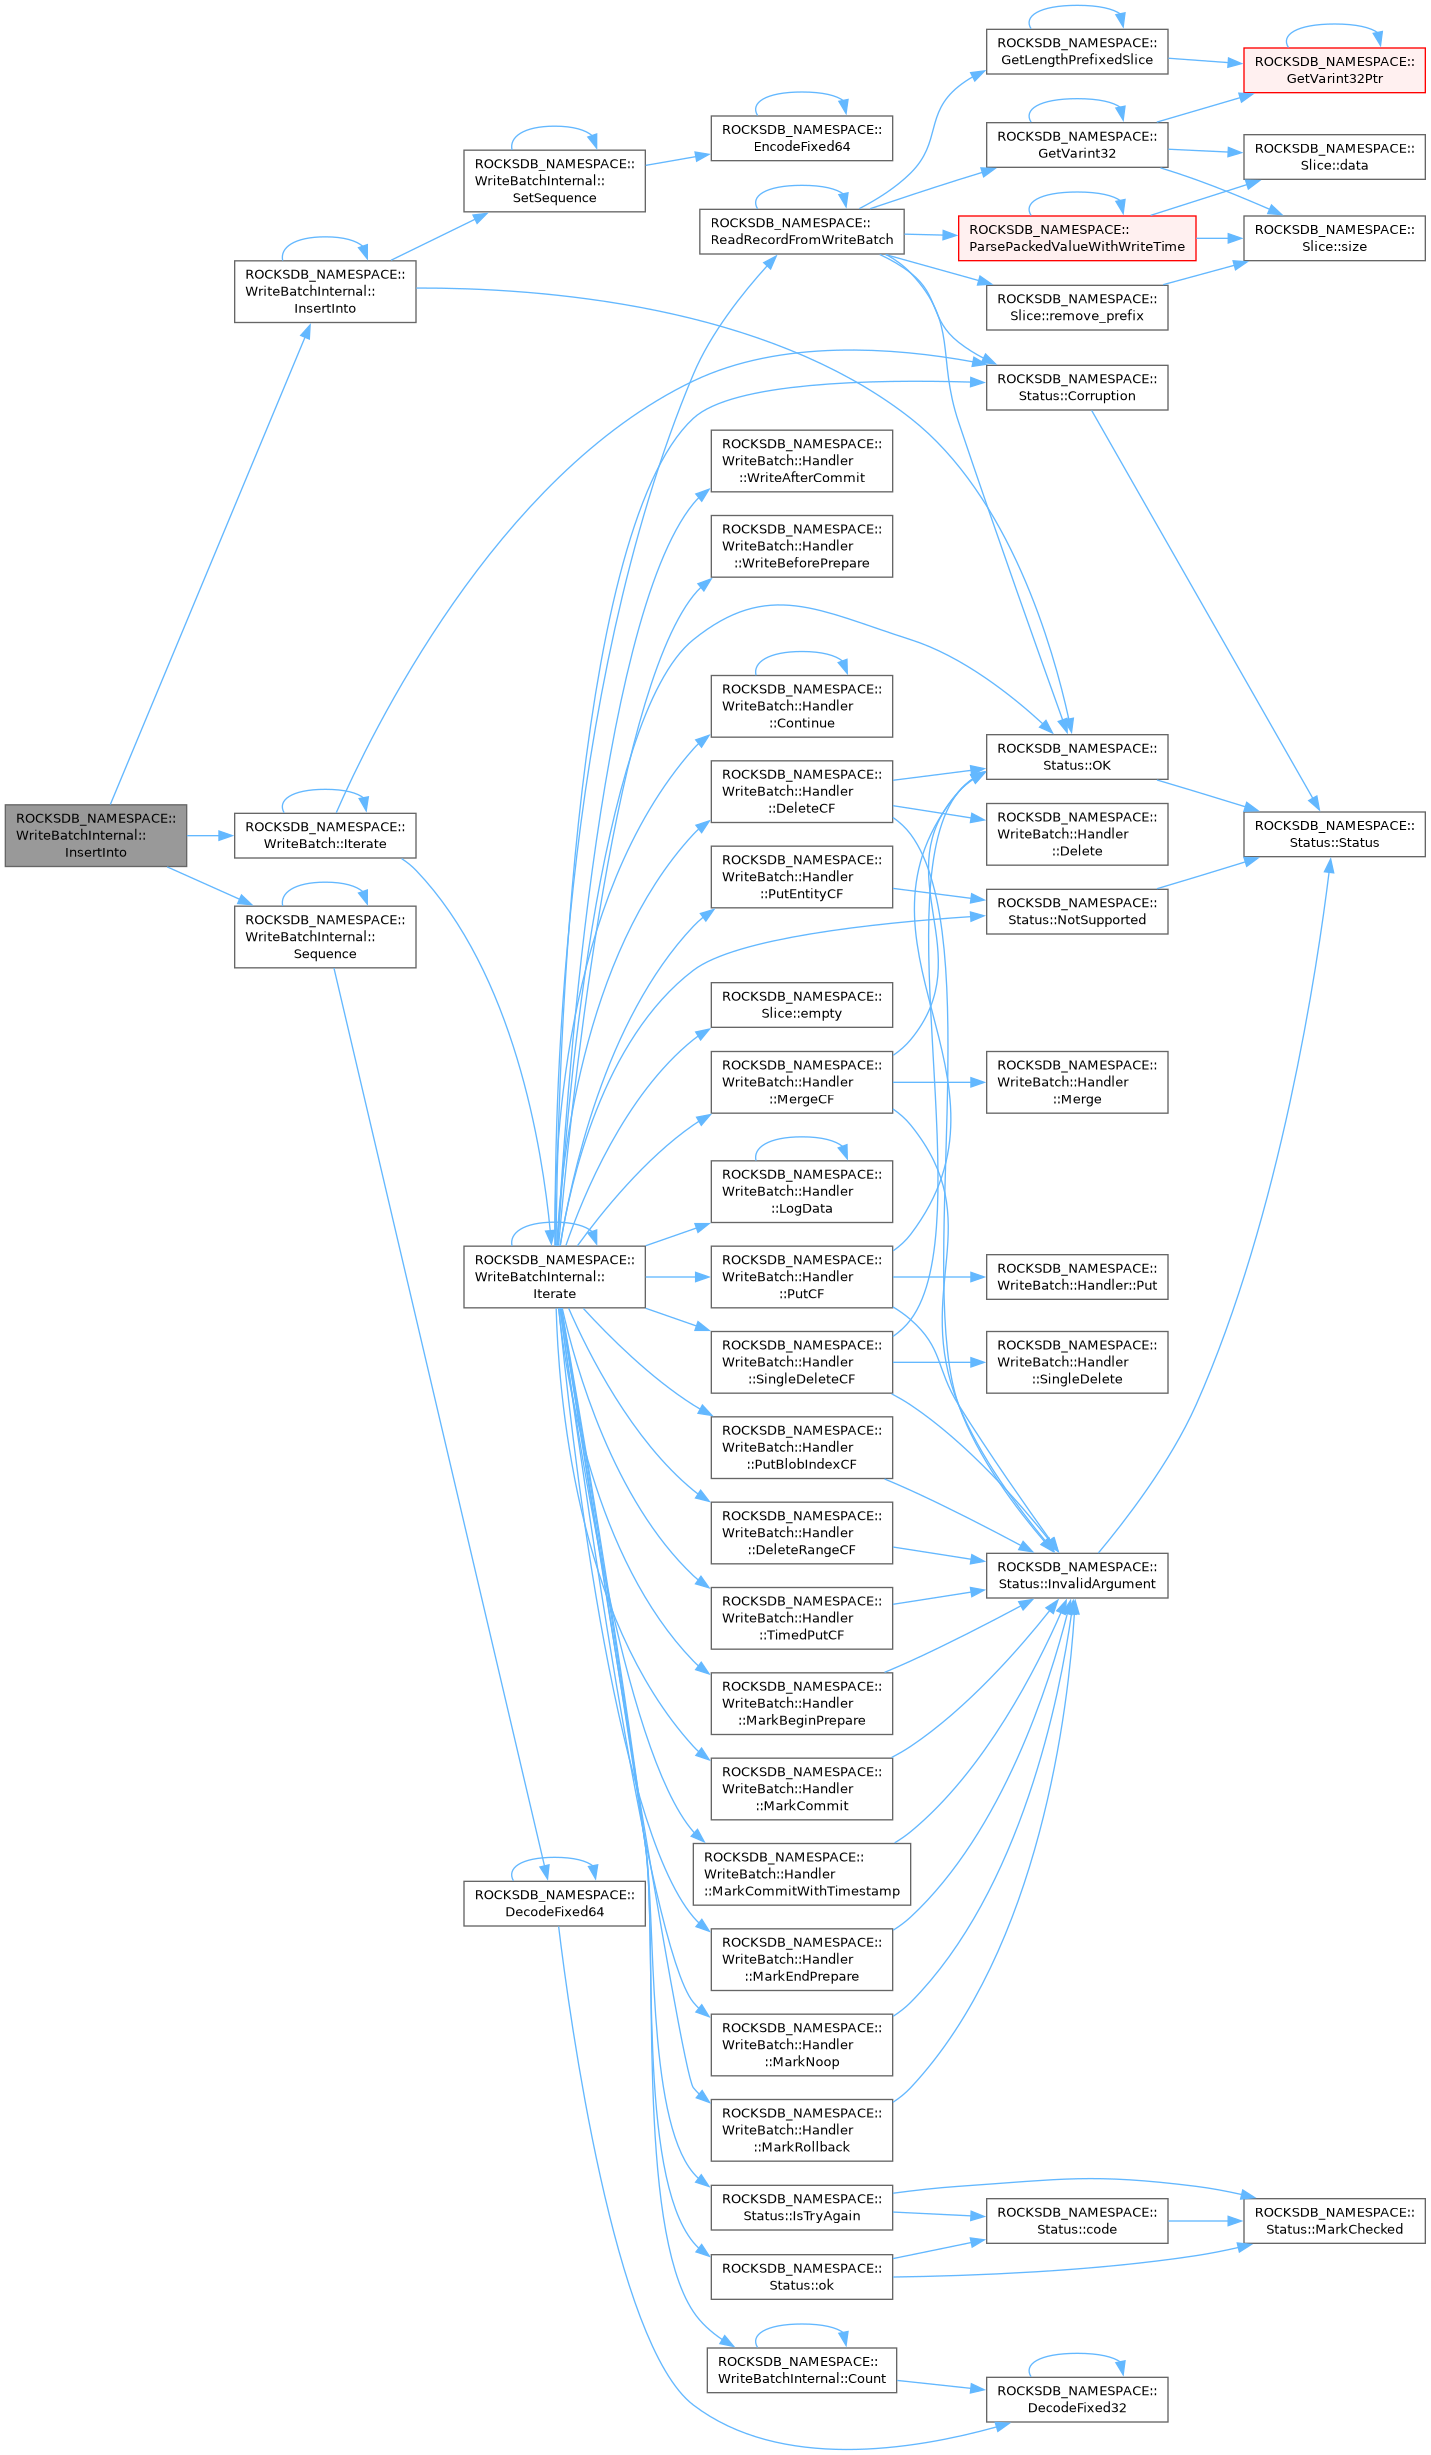 ROCKSDB_NAMESPACE::
WriteBatchInternal::
InsertInto
ROCKSDB_NAMESPACE::
WriteBatchInternal::
InsertInto
ROCKSDB_NAMESPACE::
WriteBatch::Iterate
ROCKSDB_NAMESPACE::
WriteBatchInternal::
Sequence
ROCKSDB_NAMESPACE::
WriteBatchInternal::
SetSequence
ROCKSDB_NAMESPACE::
WriteBatchInternal::
Iterate
ROCKSDB_NAMESPACE::
DecodeFixed64
ROCKSDB_NAMESPACE::
EncodeFixed64
ROCKSDB_NAMESPACE::
ReadRecordFromWriteBatch
ROCKSDB_NAMESPACE::
WriteBatch::Handler
::WriteAfterCommit
ROCKSDB_NAMESPACE::
WriteBatch::Handler
::WriteBeforePrepare
ROCKSDB_NAMESPACE::
WriteBatch::Handler
::Continue
ROCKSDB_NAMESPACE::
WriteBatch::Handler
::DeleteCF
ROCKSDB_NAMESPACE::
WriteBatch::Handler
::PutEntityCF
ROCKSDB_NAMESPACE::
Slice::empty
ROCKSDB_NAMESPACE::
WriteBatch::Handler
::MergeCF
ROCKSDB_NAMESPACE::
WriteBatch::Handler
::LogData
ROCKSDB_NAMESPACE::
WriteBatch::Handler
::PutCF
ROCKSDB_NAMESPACE::
WriteBatch::Handler
::SingleDeleteCF
ROCKSDB_NAMESPACE::
WriteBatch::Handler
::PutBlobIndexCF
ROCKSDB_NAMESPACE::
WriteBatch::Handler
::DeleteRangeCF
ROCKSDB_NAMESPACE::
WriteBatch::Handler
::TimedPutCF
ROCKSDB_NAMESPACE::
WriteBatch::Handler
::MarkBeginPrepare
ROCKSDB_NAMESPACE::
WriteBatch::Handler
::MarkCommit
ROCKSDB_NAMESPACE::
WriteBatch::Handler
::MarkCommitWithTimestamp
ROCKSDB_NAMESPACE::
WriteBatch::Handler
::MarkEndPrepare
ROCKSDB_NAMESPACE::
WriteBatch::Handler
::MarkNoop
ROCKSDB_NAMESPACE::
WriteBatch::Handler
::MarkRollback
ROCKSDB_NAMESPACE::
Status::IsTryAgain
ROCKSDB_NAMESPACE::
Status::ok
ROCKSDB_NAMESPACE::
WriteBatchInternal::Count
ROCKSDB_NAMESPACE::
GetLengthPrefixedSlice
ROCKSDB_NAMESPACE::
GetVarint32
ROCKSDB_NAMESPACE::
ParsePackedValueWithWriteTime
ROCKSDB_NAMESPACE::
Slice::remove_prefix
ROCKSDB_NAMESPACE::
Status::Corruption
ROCKSDB_NAMESPACE::
Status::OK
ROCKSDB_NAMESPACE::
WriteBatch::Handler
::Delete
ROCKSDB_NAMESPACE::
Status::NotSupported
ROCKSDB_NAMESPACE::
WriteBatch::Handler
::Merge
ROCKSDB_NAMESPACE::
WriteBatch::Handler::Put
ROCKSDB_NAMESPACE::
WriteBatch::Handler
::SingleDelete
ROCKSDB_NAMESPACE::
Status::InvalidArgument
ROCKSDB_NAMESPACE::
Status::code
ROCKSDB_NAMESPACE::
DecodeFixed32
ROCKSDB_NAMESPACE::
GetVarint32Ptr
ROCKSDB_NAMESPACE::
Slice::data
ROCKSDB_NAMESPACE::
Slice::size
ROCKSDB_NAMESPACE::
Status::Status
ROCKSDB_NAMESPACE::
Status::MarkChecked